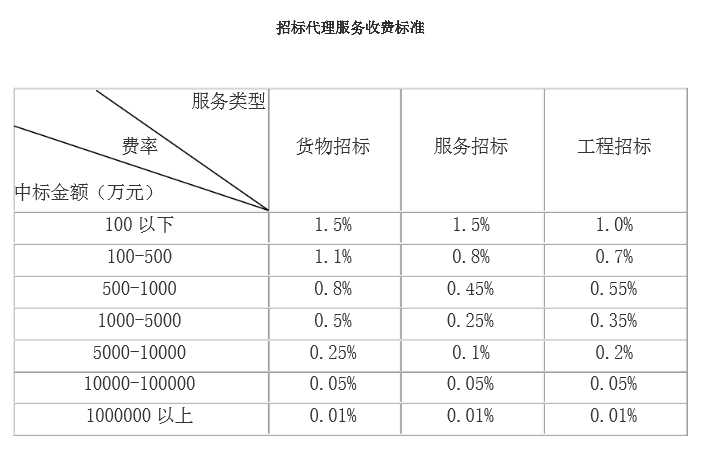 招标代理服务收费标准
服务类型
费率
中标金额（万元）
货物招标 服务招标 工程招标
100 以下 1.5% 1.5% 1.0%
100-500 1.1% 0.8% 0.7%
500-1000 0.8% 0.45% 0.55%
1000-5000 0.5% 0.25% 0.35%
5000-10000 0.25% 0.1% 0.2%
10000-100000 0.05% 0.05% 0.05%
1000000 以上 0.01% 0.01% 0.01%